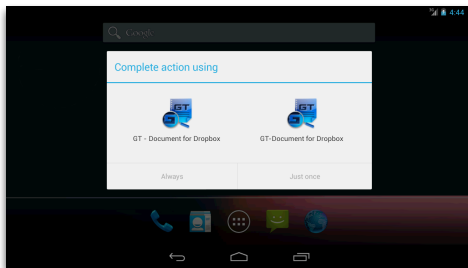 3G 4:44
Google
Complete action using
GT
GT
GT - Document for Dropbox
GT-Document for Dropbox
Always
Just once